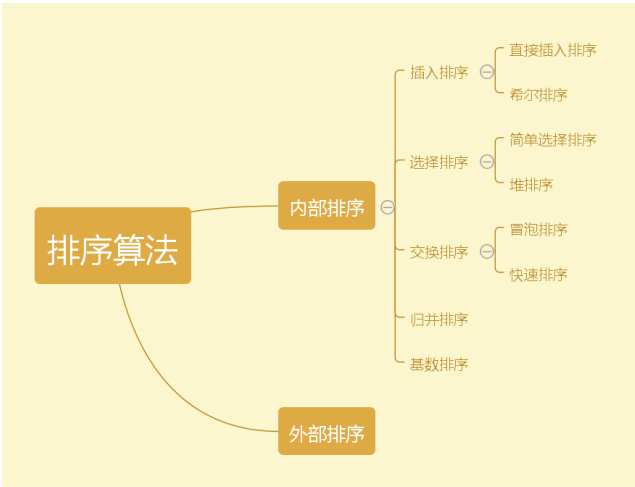 排序算法
内部排序
插入排序
直接插入排序
希尔排序
选择排序
简单选择排序
堆排序
交换排序
冒泡排序
快速排序
归并排序
基数排序
外部排序